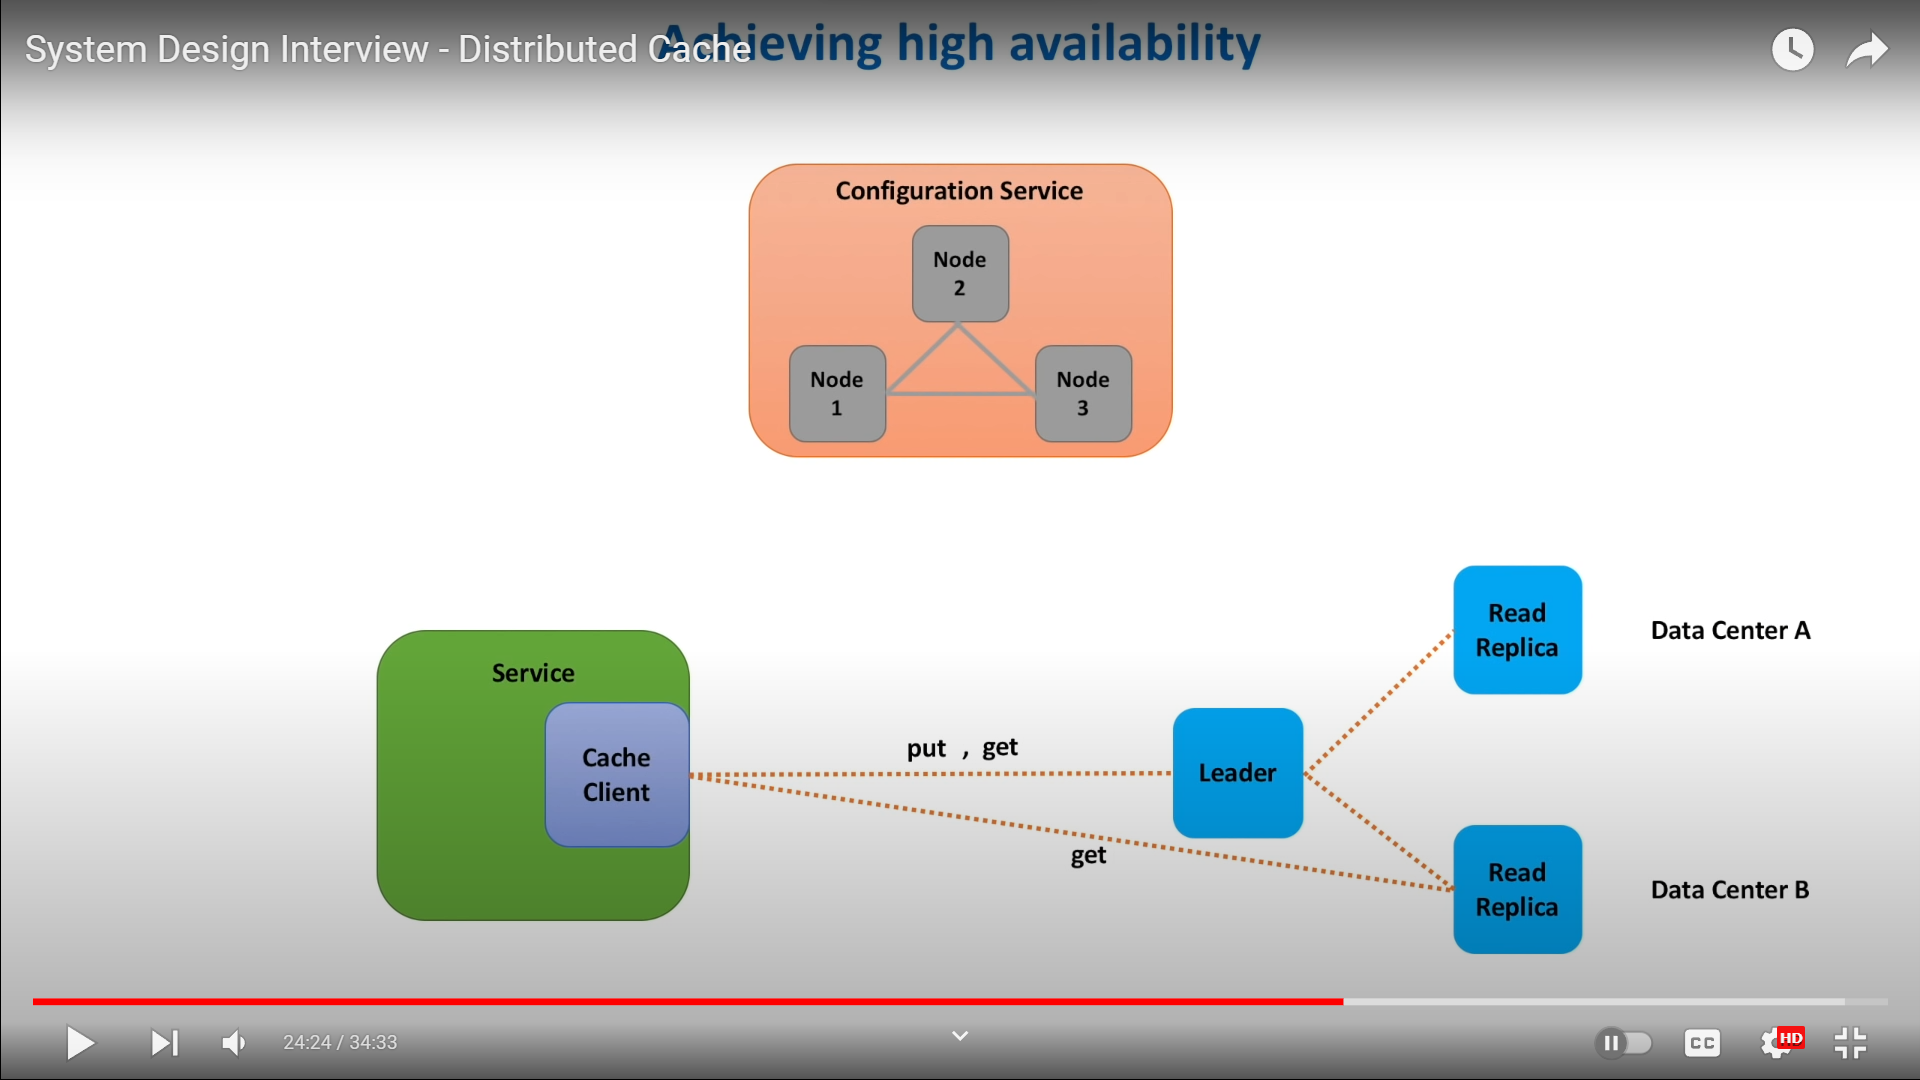 System Design Interview - Distributed Cache
Achieving high availability
Configuration Service
Node
2
Node
1
Node
3
Service
Cache
Client
put , get
get
Leader
Read
Replica
Data Center A
Read
Replica
Data Center B
24:24 / 34:33
CC
HD